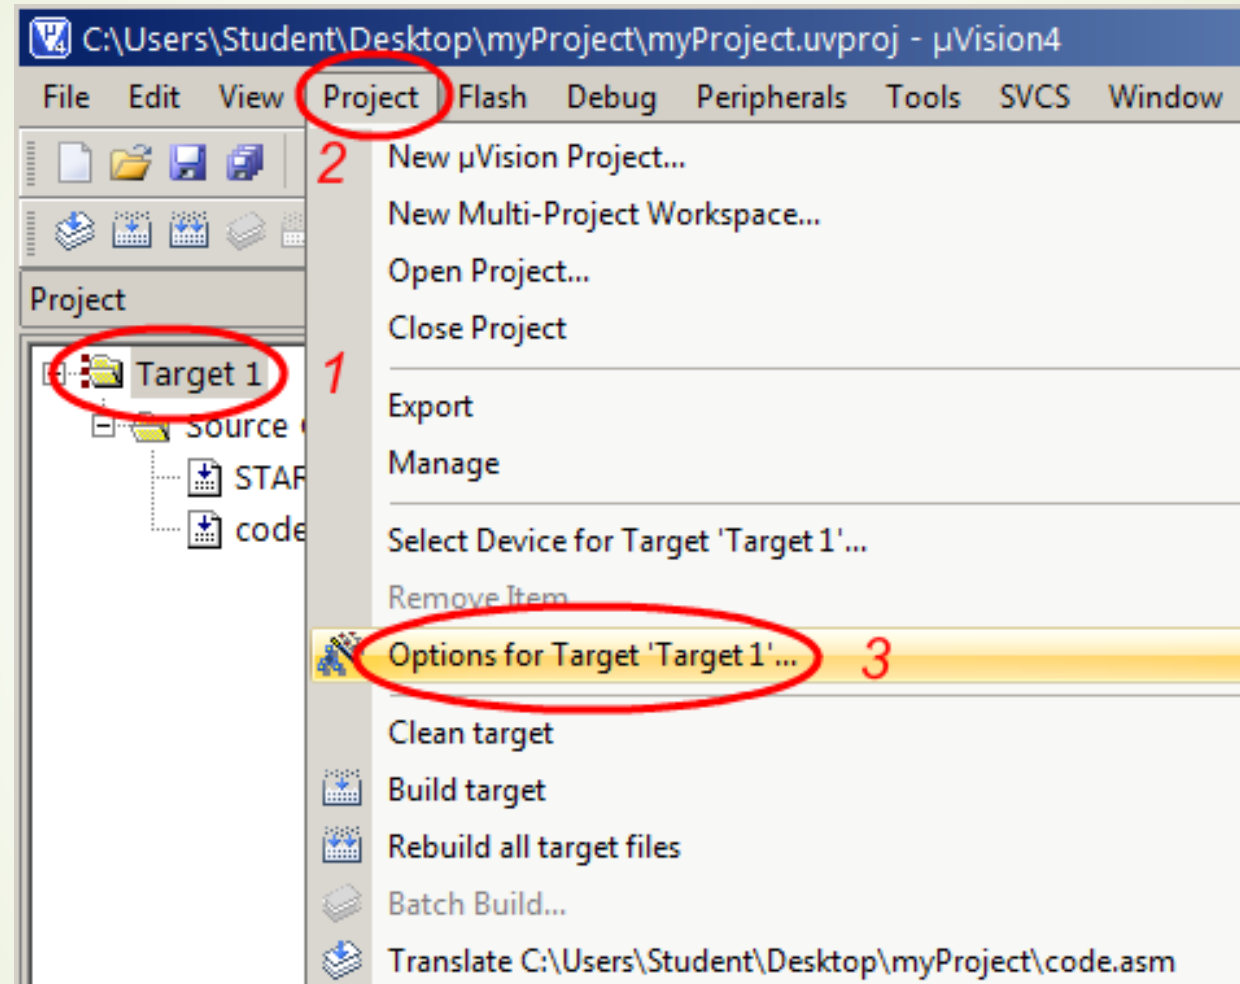 C:\Users\Student\Desktop\myProject\myProject.uvproj - µVision4
File Edit View Project Flash Debug Peripherals Tools SVCS Window
2
New µVision Project...
New Multi-Project Workspace...
Open Project...
Project
Close Project
Target 1
1
Export
Source
Manage
STAR
code
Select Device for Target 'Target 1'...
Remove Item
Options for Target 'Target 1'...
3
Clean target
Build target
Rebuild all target files
Batch Build...
Translate C:\Users\Student\Desktop\myProject\code.asm